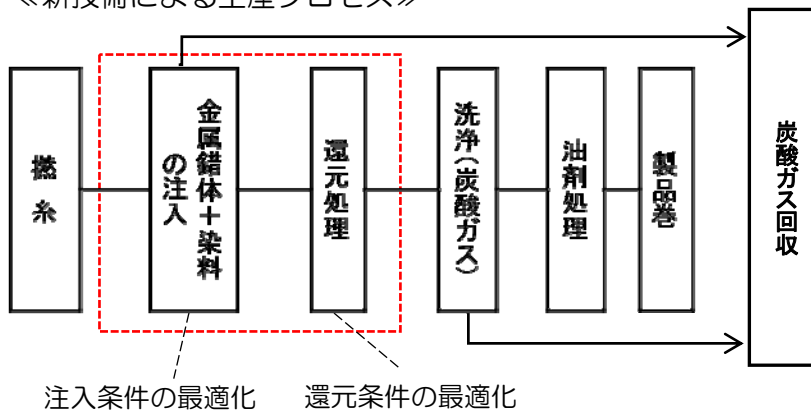 ≪新技術による生産プロセス≫
撚糸
金属錯体＋染料
の注入
還元処理
洗浄（炭酸ガス）
油剤処理
製品巻
炭酸ガス回収
注入条件の最適化
還元条件の最適化